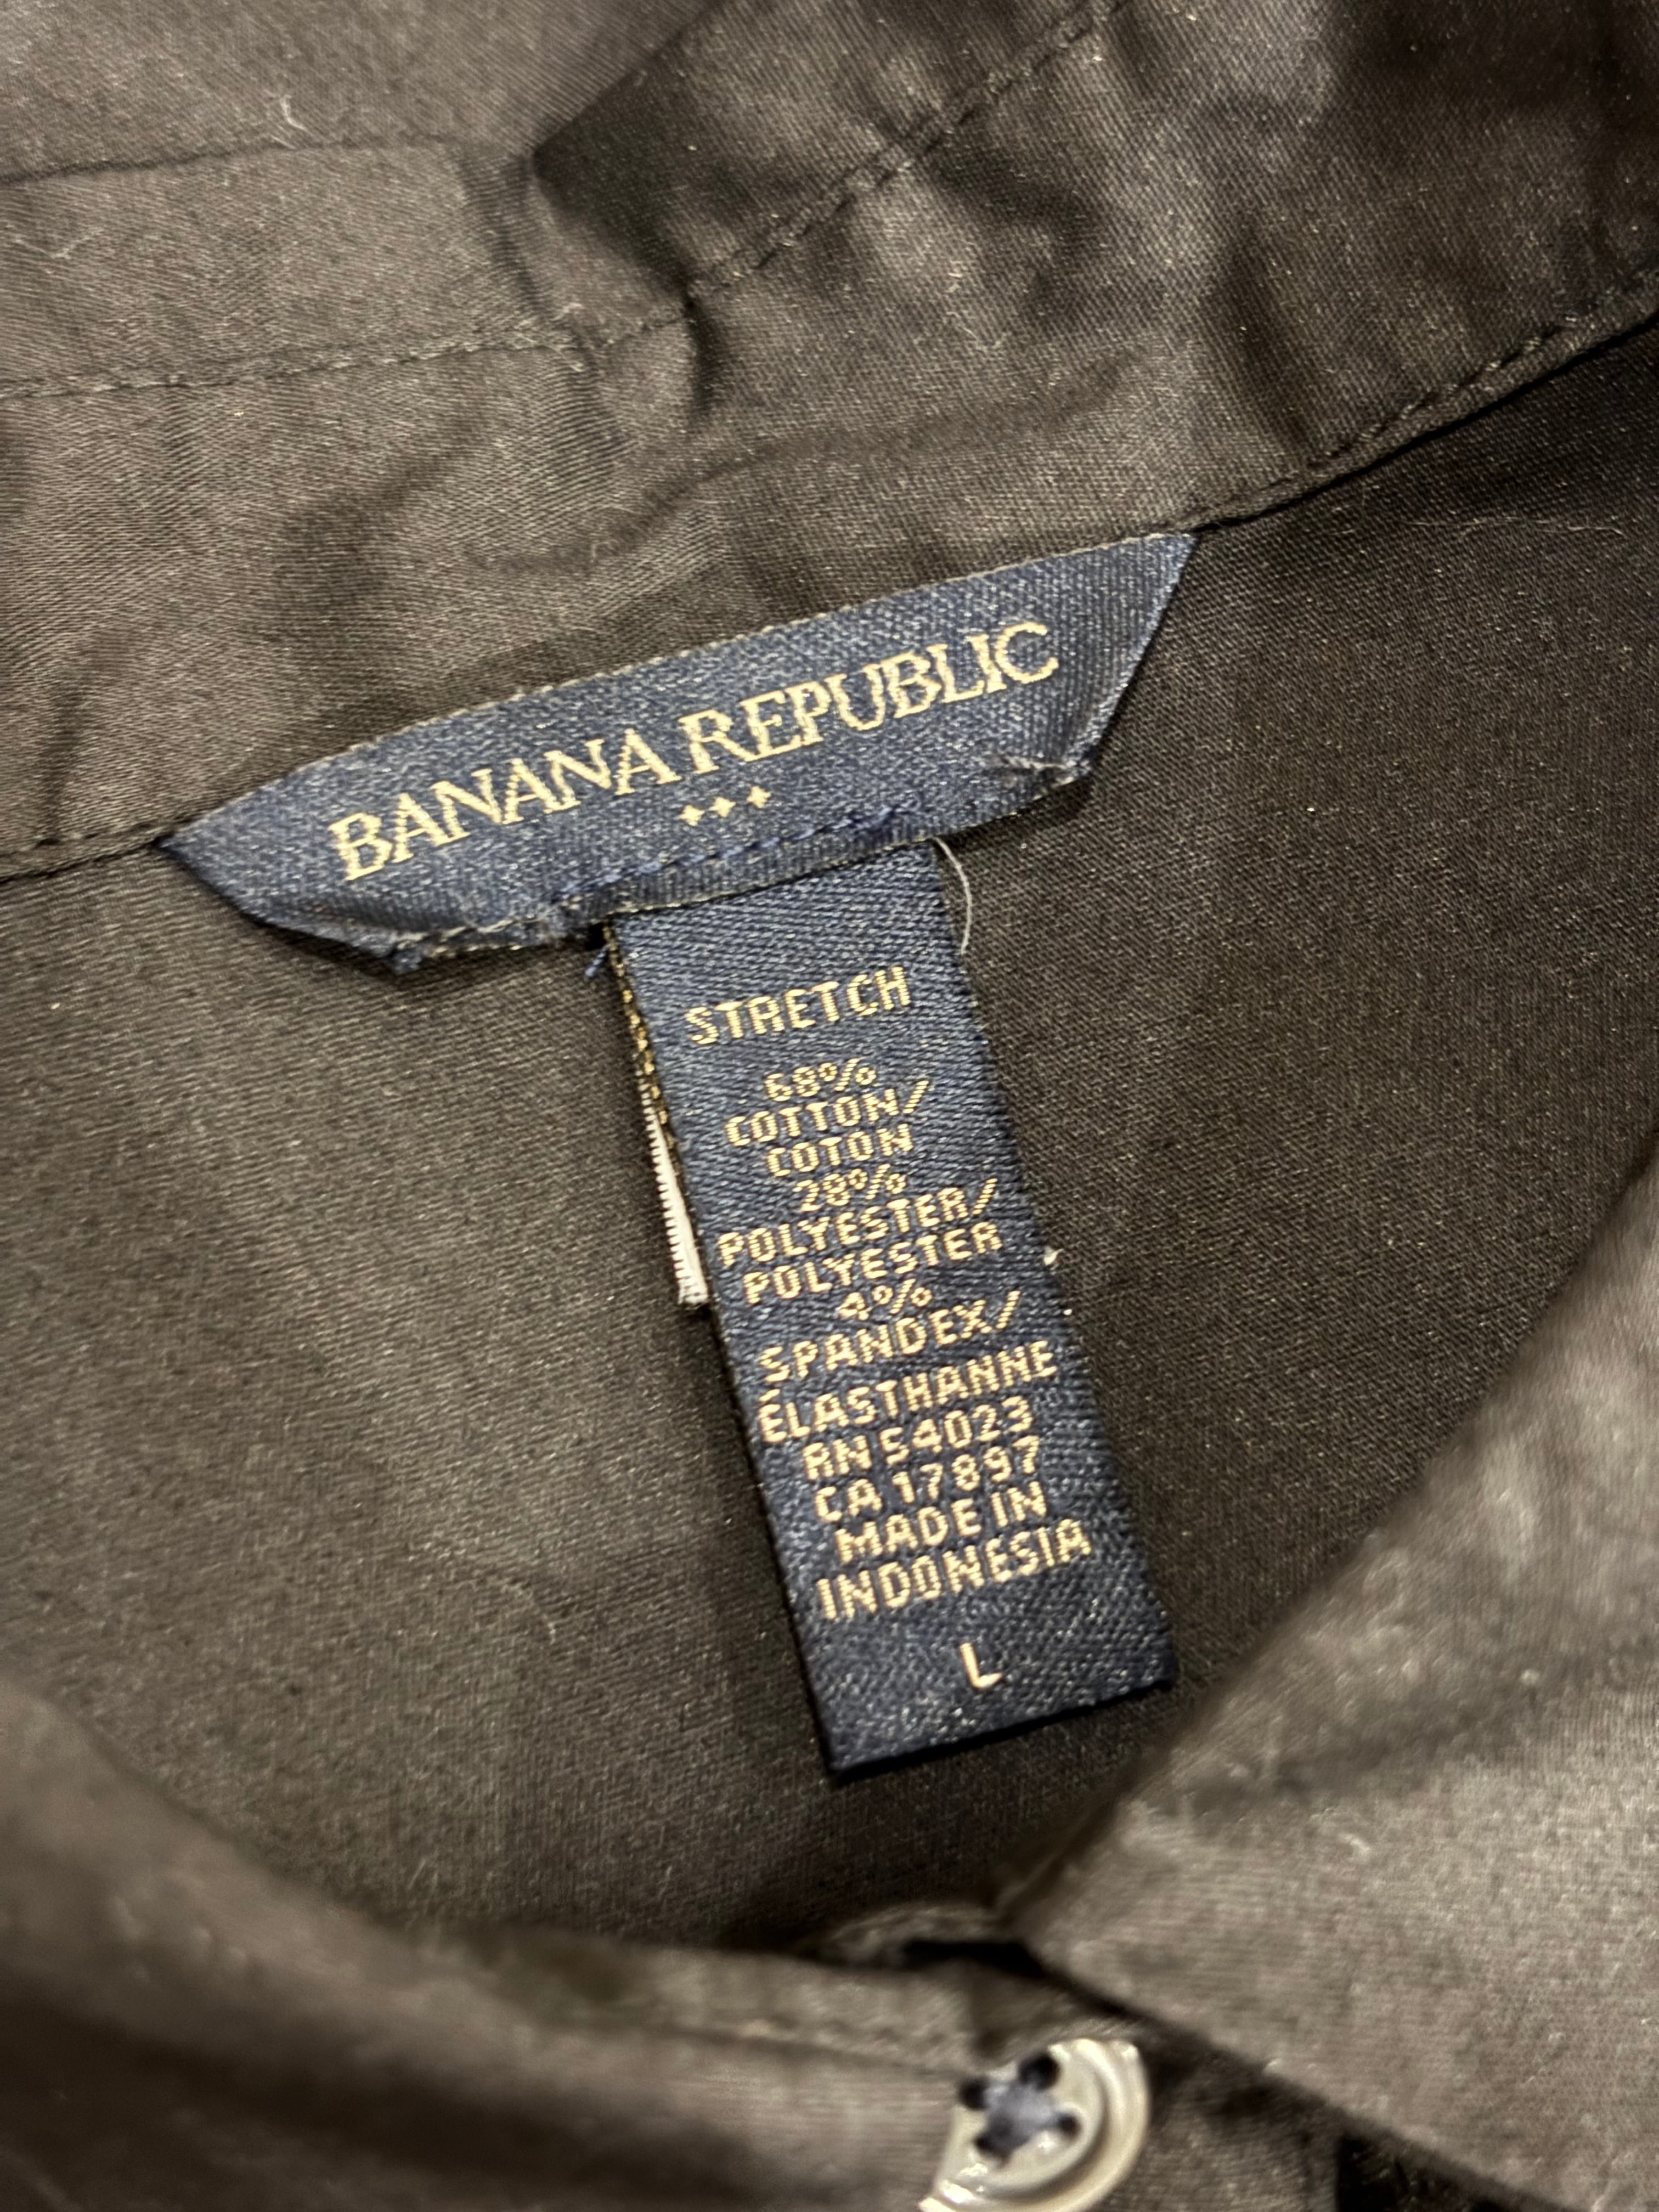 BANANA REPUBLIC
STRETCH
68%
COTTON/
COTON
28%
POLYESTER/
POLYESTER
4%
SPANDEX/
ÉLASTHANNE
RN 54023
CA 17897
MADE IN
INDONESIA
L